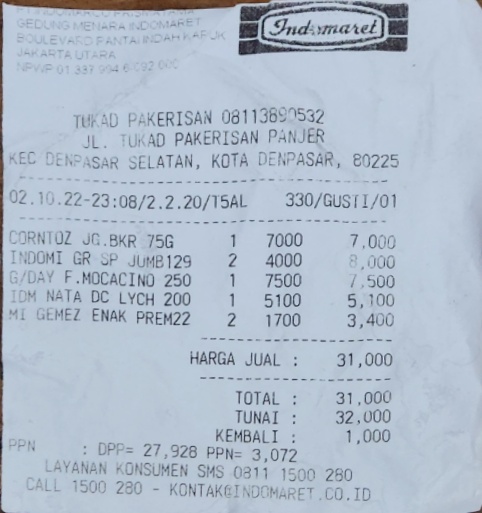 PT INDOMARCO PRISMATAMA
GEDUNG MENARA INDOMARET
BOULEVARD PANTAI INDAH KAPUK
JAKARTA UTARA
NPWP 01 337 994 6 092 000
Indomaret
TUKAD PAKERISAN 08113890532
JL. TUKAD PAKERISAN PANJER
KEC DENPASAR SELATAN, KOTA DENPASAR, 80225
02.10.22-23:08/2.2.20/T5AL 330/GUSTI/01
CORNTOZ JG.BKR 75G 1 7000 7,000
INDOMI GR SP JUMB129 2 4000 8,000
G/DAY F.MOCACINO 250 1 7500 7,500
IDM NATA DC LYCH 200 1 5100 5,100
MI GEMEZ ENAK PREM22 2 1700 3,400
HARGA JUAL : 31,000
TOTAL : 31,000
TUNAI : 32,000
KEMBALI : 1,000
PPN : DPP= 27,928 PPN= 3,072
LAYANAN KONSUMEN SMS 0811 1500 280
CALL 1500 280 - KONTAK@INDOMARET.CO.ID